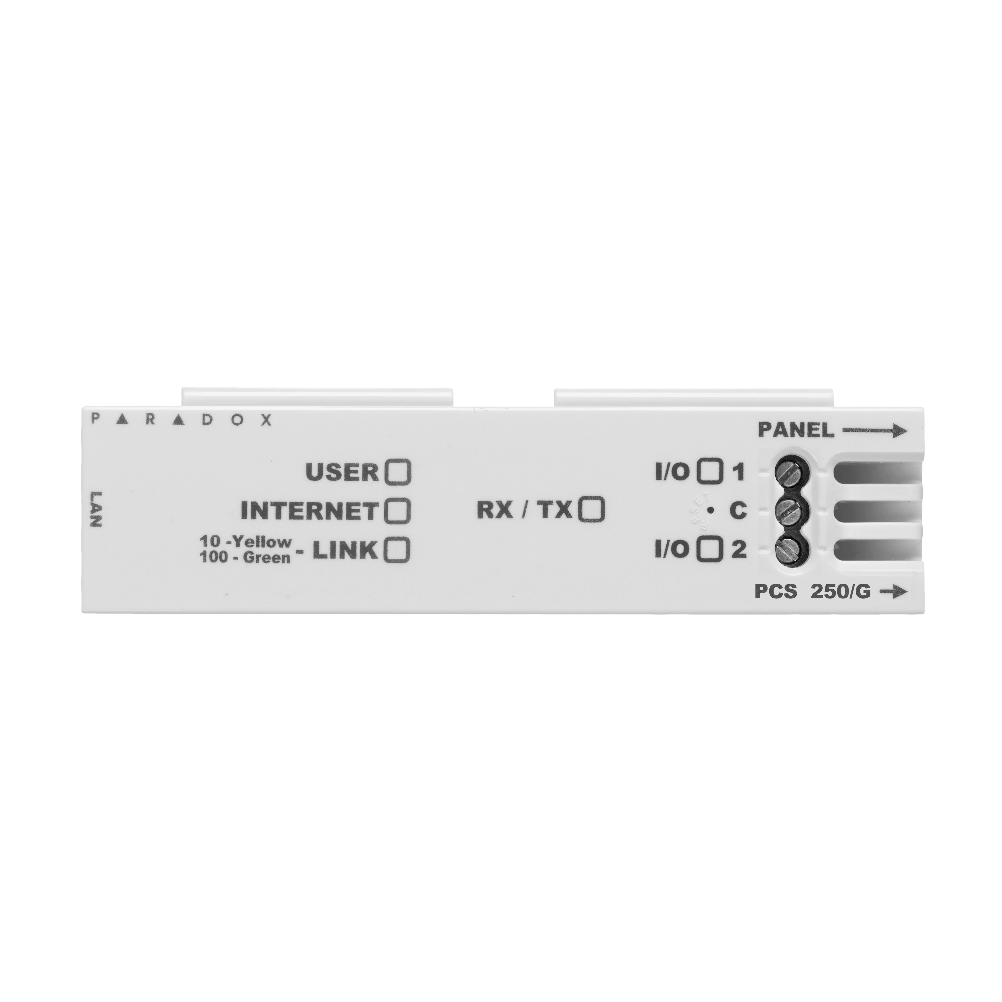 PARADOX
PANEL
USER
I/O 1
LAN
INTERNET
RX / TX
C
10 -Yellow
100 - Green
- LINK
I/O 2
PCS 250/G